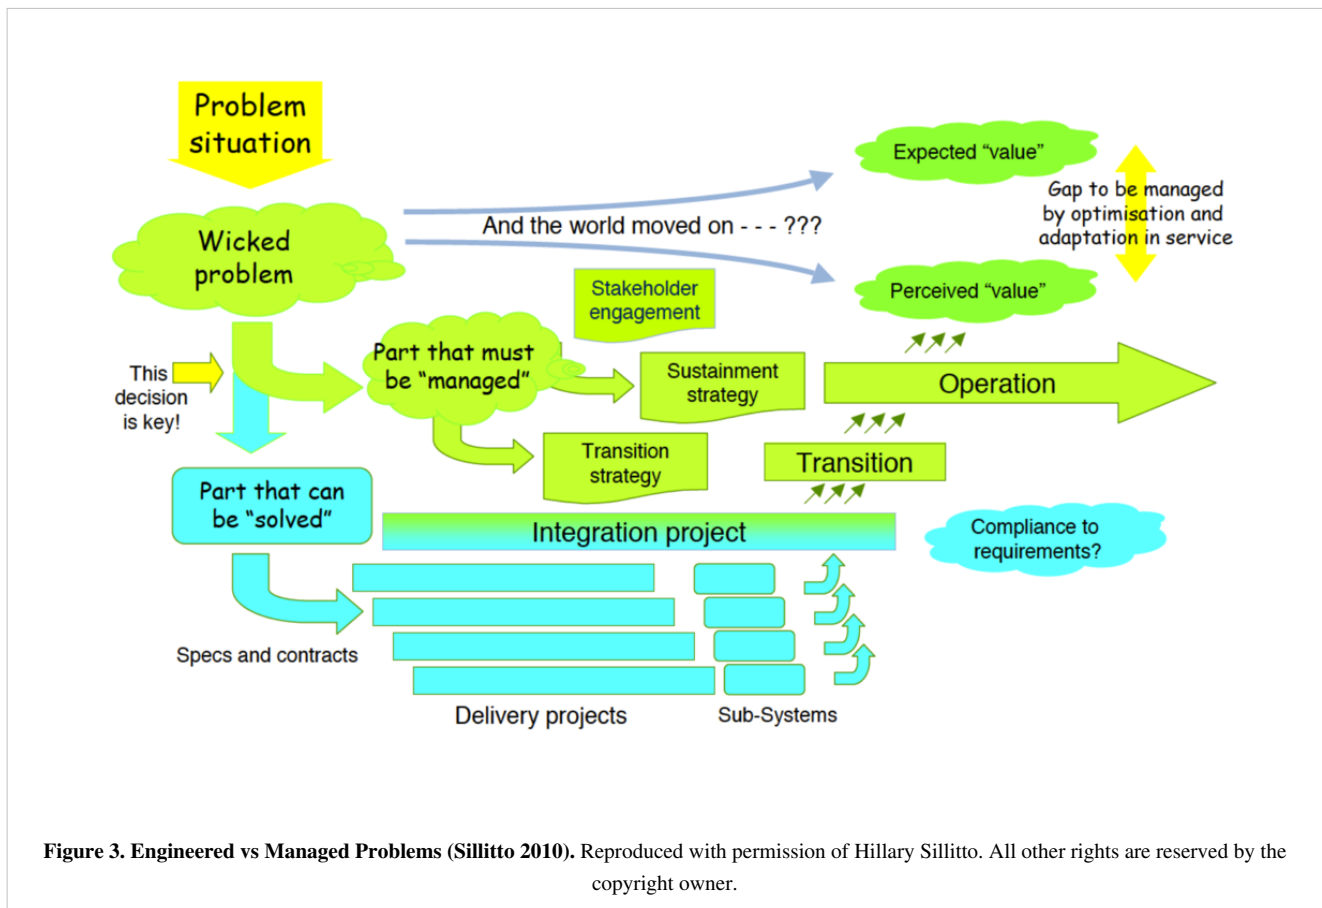 Problem
situation
Expected “value”
Gap to be managed
by optimisation and
adaptation in service
And the world moved on - - - ???
Wicked
problem
Perceived “value”
Stakeholder
engagement
Part that must
be “managed”
This
decision
is key!
Sustainment
strategy
Operation
Transition
strategy
Transition
Part that can
be “solved”
Integration project
Compliance to
requirements?
Specs and contracts
Delivery projects
Sub-Systems
Figure 3. Engineered vs Managed Problems (Sillitto 2010). Reproduced with permission of Hillary Sillitto. All other rights are reserved by the
copyright owner.